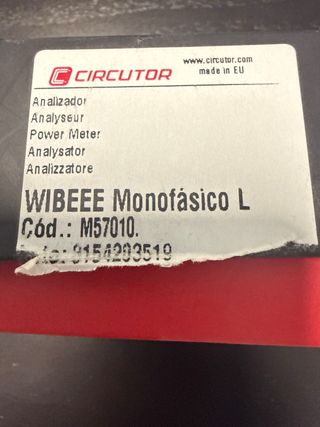 CIRCUTOR
www.circutor.com
made in EU
Analizador
Analyseur
Power Meter
Analysator
Analizzatore
WIBEEE Monofásico L
Cód.: M57010.